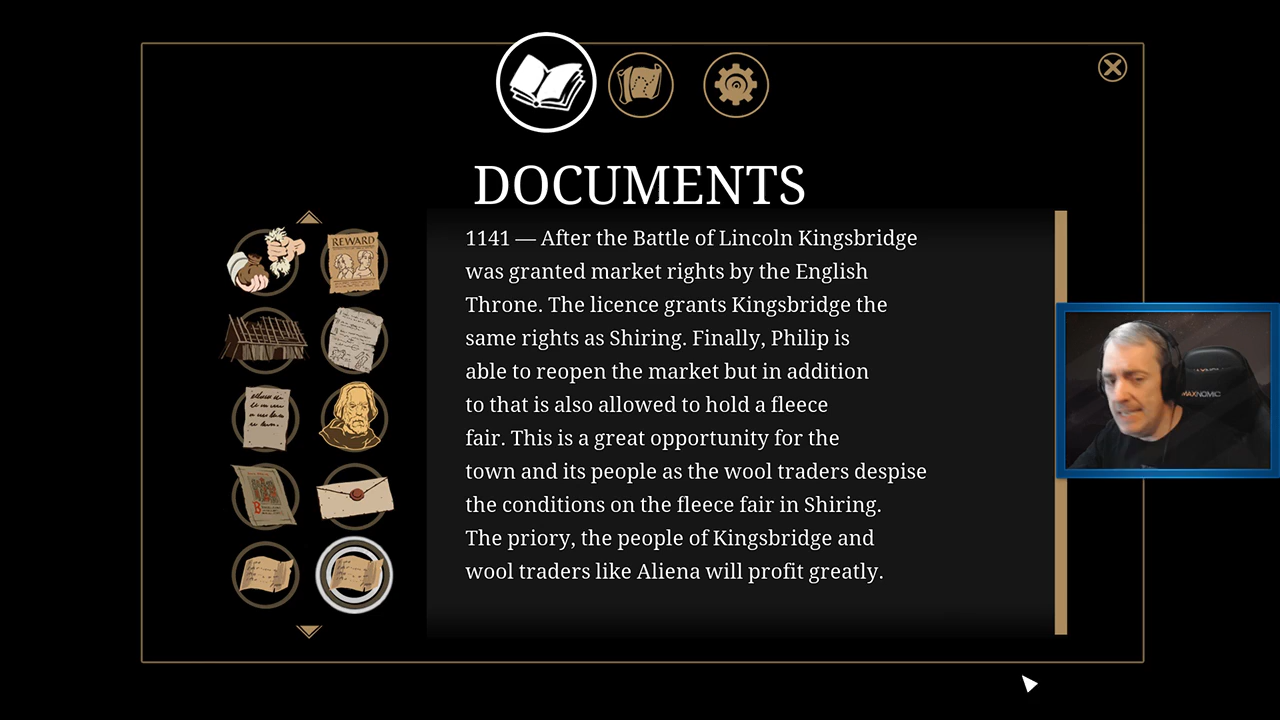 DOCUMENTS
REWARD
1141 — After the Battle of Lincoln Kingsbridge
was granted market rights by the English
Throne. The licence grants Kingsbridge the
same rights as Shiring. Finally, Philip is
able to reopen the market but in addition
to that is also allowed to hold a fleece
fair. This is a great opportunity for the
town and its people as the wool traders despise
the conditions on the fleece fair in Shiring.
The priory, the people of Kingsbridge and
wool traders like Aliena will profit greatly.
MAXNOMIC